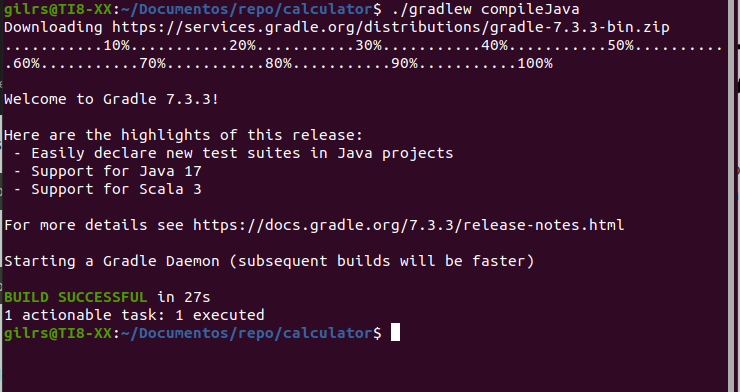 gilrs@TI8-XX:~/Documentos/repo/calculator$ ./gradlew compileJava
Downloading https://services.gradle.org/distributions/gradle-7.3.3-bin.zip
...........10%...........20%...........30%...........40%...........50%..........
.60%...........70%...........80%...........90%...........100%
Welcome to Gradle 7.3.3!
Here are the highlights of this release:
 - Easily declare new test suites in Java projects
 - Support for Java 17
 - Support for Scala 3
For more details see https://docs.gradle.org/7.3.3/release-notes.html
Starting a Gradle Daemon (subsequent builds will be faster)
BUILD SUCCESSFUL in 27s
1 actionable task: 1 executed
gilrs@TI8-XX:~/Documentos/repo/calculator$